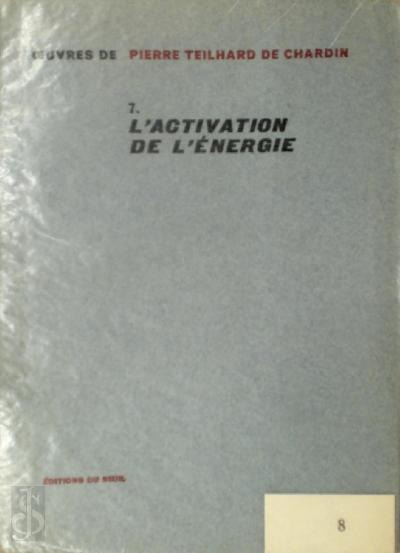 ŒUVRES DE PIERRE TEILHARD DE CHARDIN
7.
L'ACTIVATION
DE L'ÉNERGIE
ÉDITIONS DU SEUIL
8